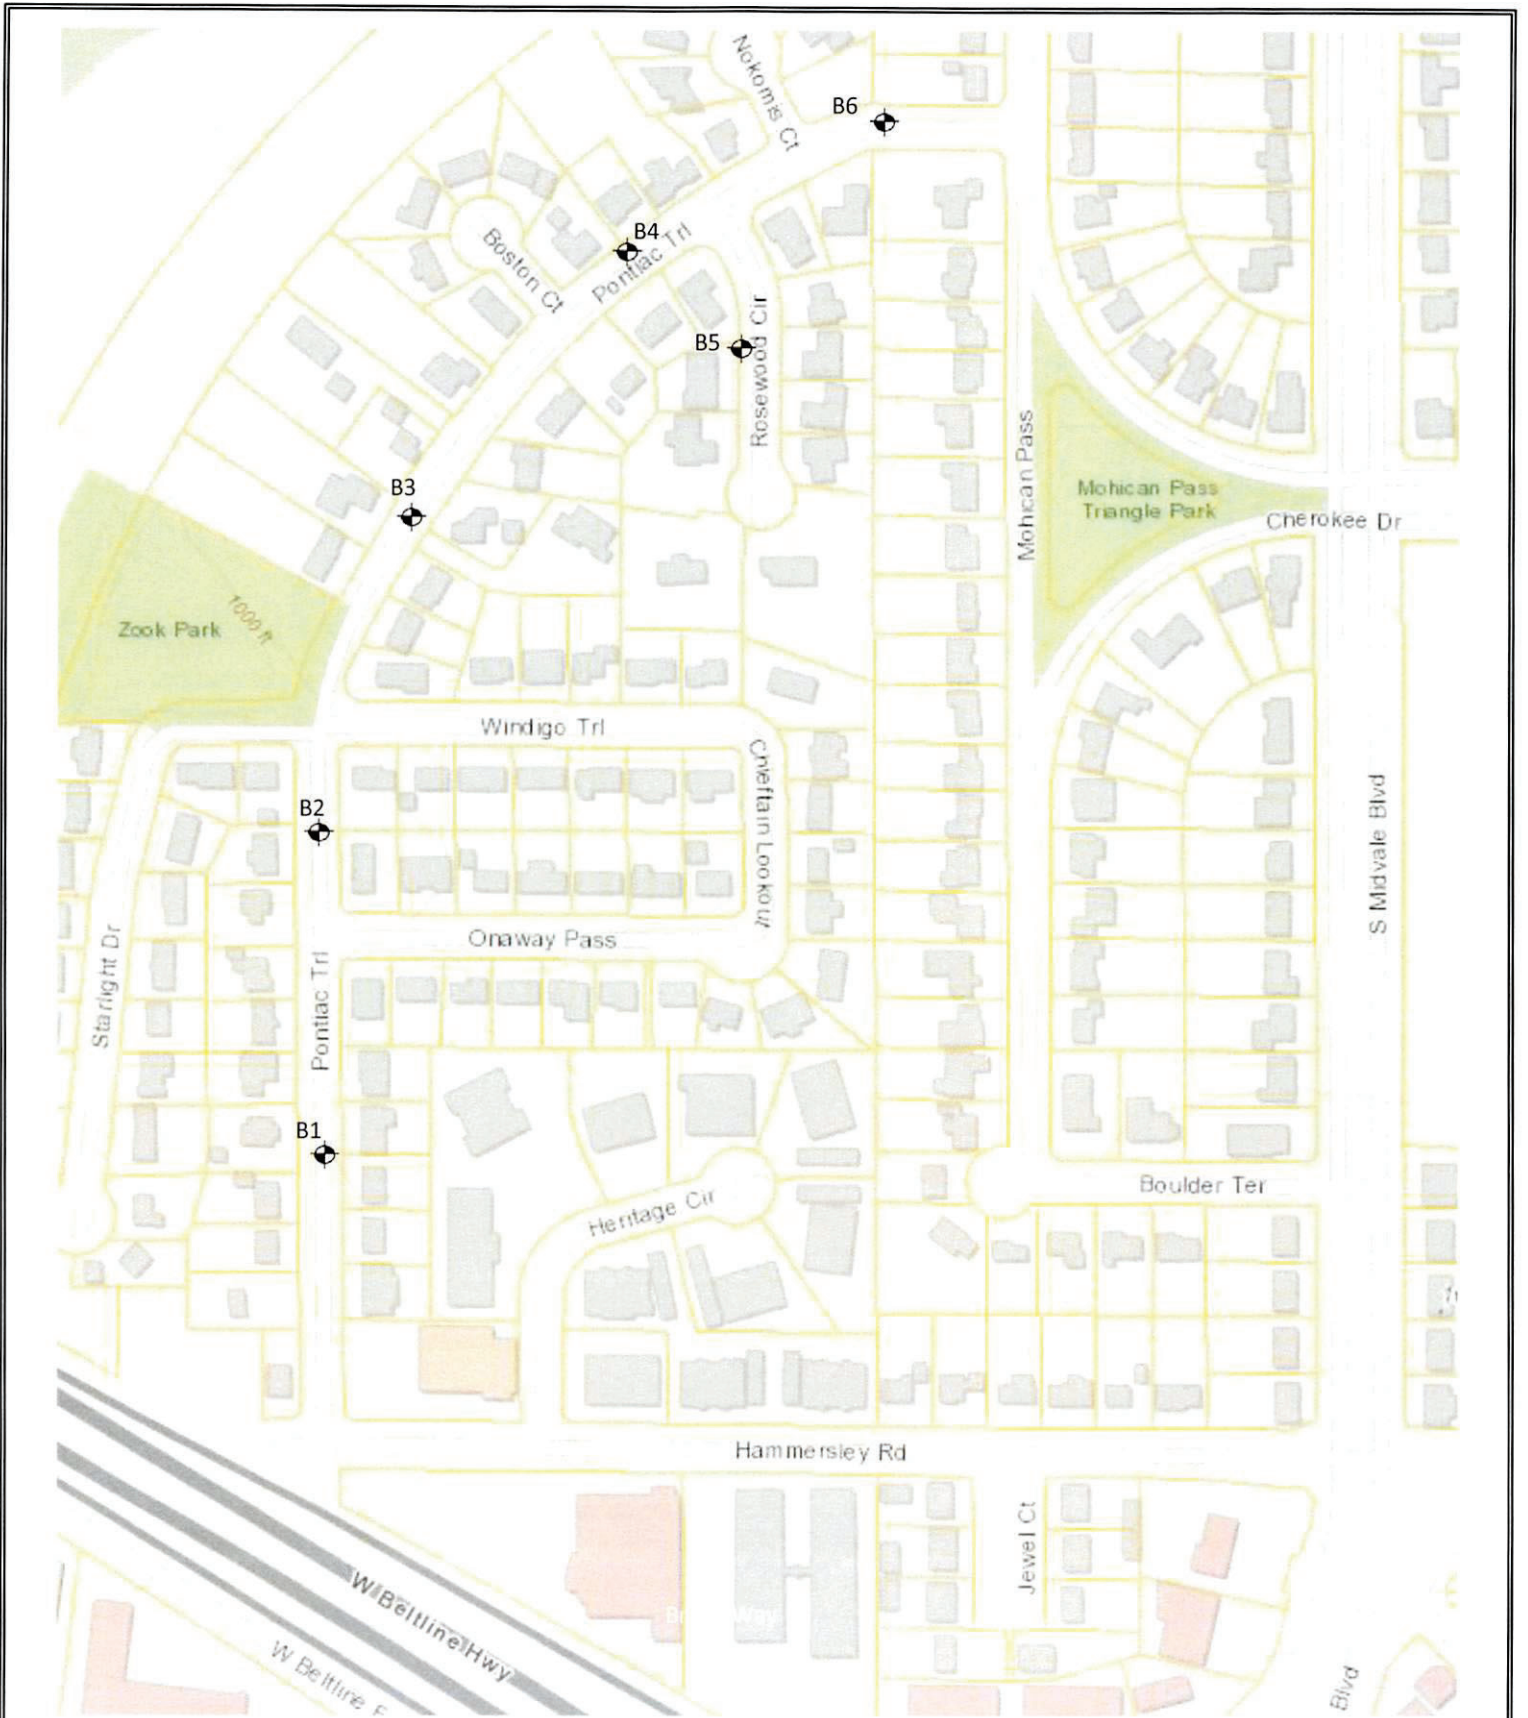 Nokomis Ct
B6
B4
Pontiac Trl
Boston Ct
B5
Rosewood Cir
B3
Mohican Pass
Mohican Pass
Triangle Park
Cherokee Dr
1000 ft
Zook Park
Windigo Trl
Chieftain Lookout
B2
S Midvale Blvd
Onaway Pass
Starlight Dr
Pontiac Trl
B1
Boulder Ter
Heritage Cir
Hammersley Rd
Jewel Ct
W Beltline Hwy
W Beltline F
Blvd